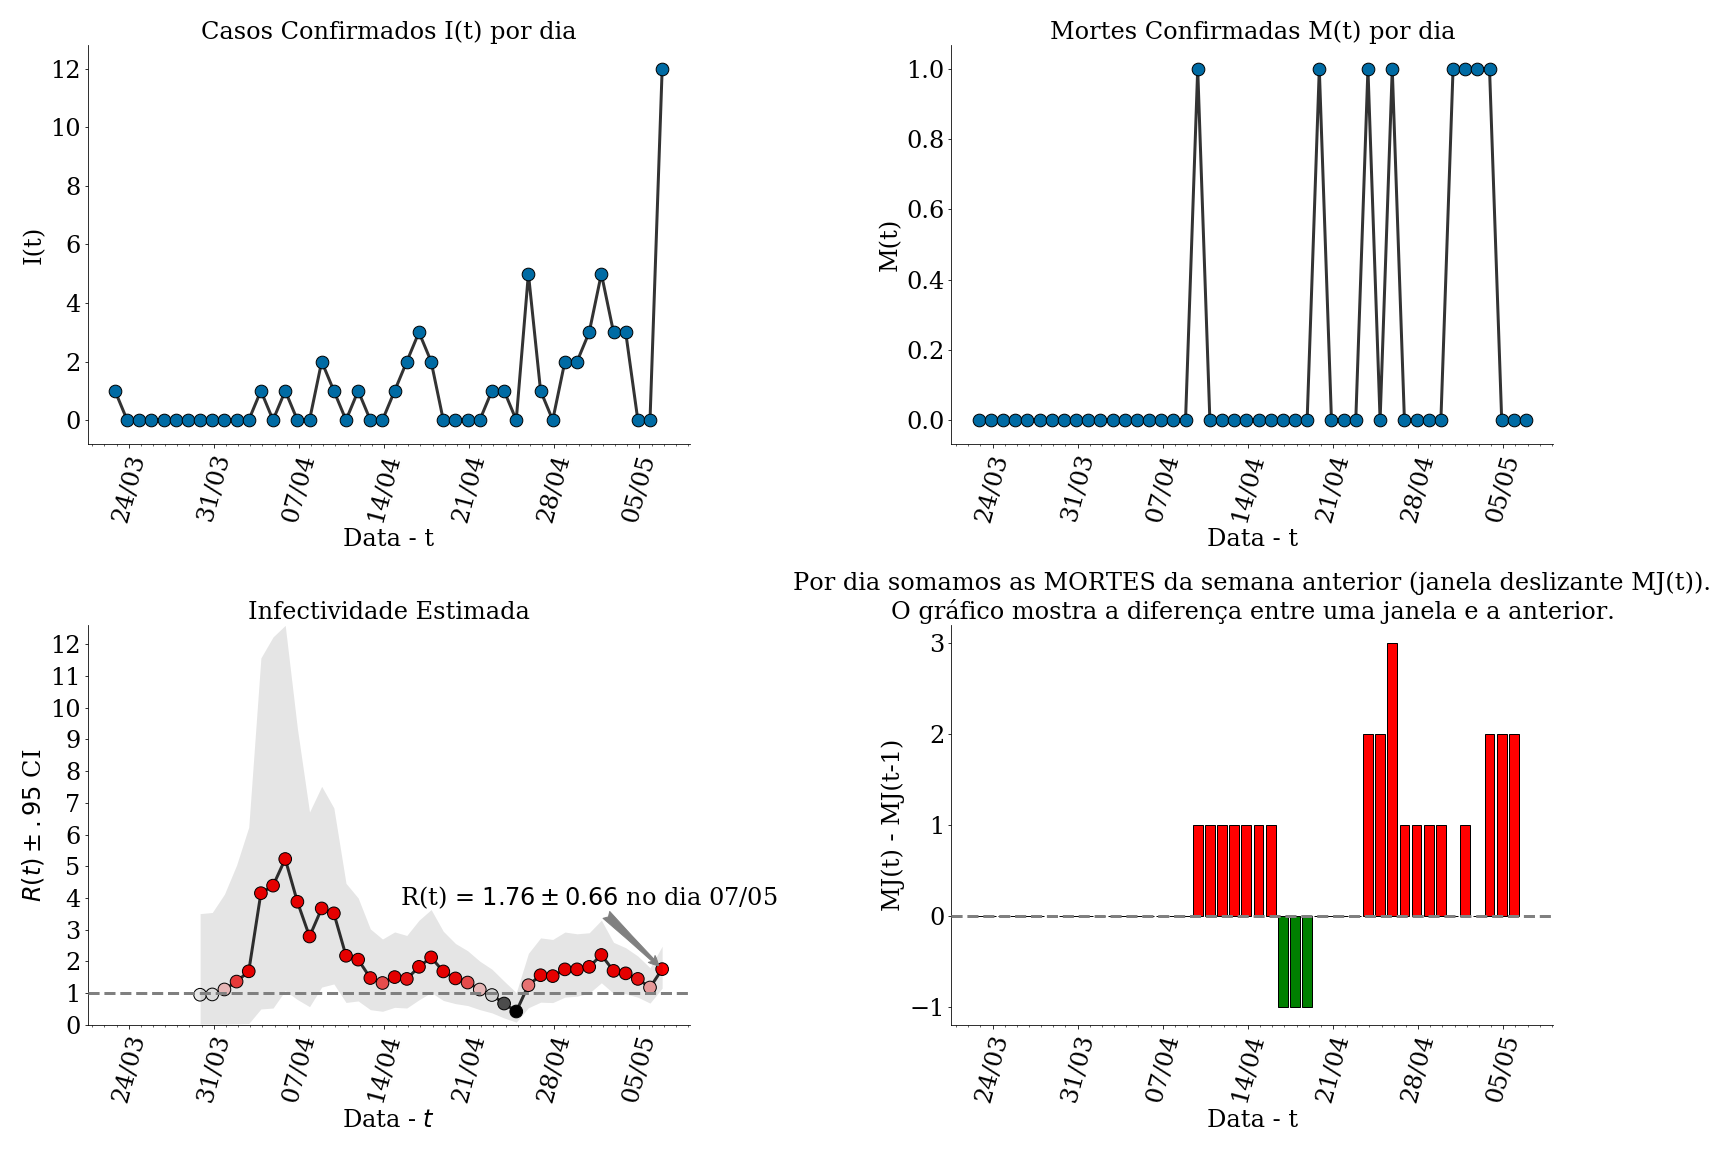 Casos Confirmados I(t) por dia
12
10
8
6
4
2
0
I(t)
24/03 31/03 07/04 14/04 21/04 28/04 05/05
Data - t
Mortes Confirmadas M(t) por dia
1.0
0.8
0.6
0.4
0.2
0.0
M(t)
24/03 31/03 07/04 14/04 21/04 28/04 05/05
Data - t
Infectividade Estimada
12
11
10
9
8
7
6
5
4
3
2
1
0
R(t) ± .95 CI
R(t) = 1.76 ± 0.66 no dia 07/05
24/03 31/03 07/04 14/04 21/04 28/04 05/05
Data - t
Por dia somamos as MORTES da semana anterior (janela deslizante MJ(t)).
O gráfico mostra a diferença entre uma janela e a anterior.
3
2
1
0
−1
MJ(t) - MJ(t-1)
24/03 31/03 07/04 14/04 21/04 28/04 05/05
Data - t